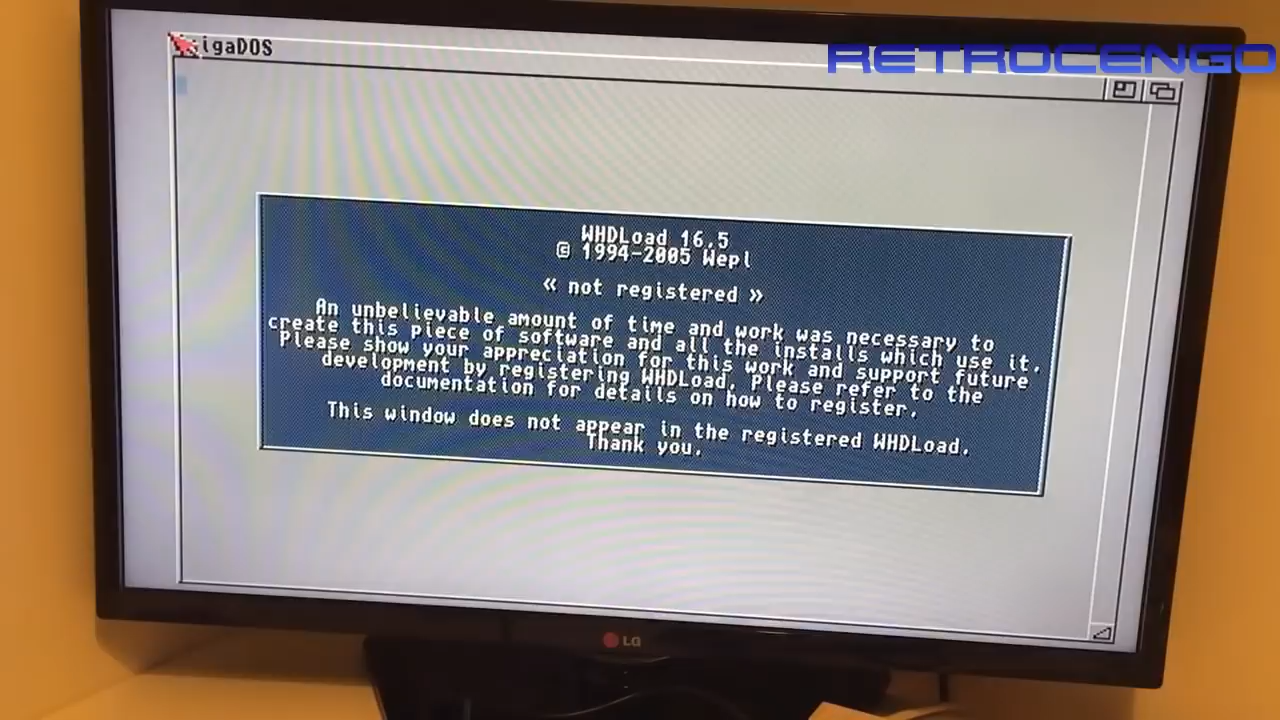 igaDOS
RETROCENGO
WHDLoad 16.5
© 1994-2005 Wepl
« not registered »
An unbelievable amount of time and work was necessary to
create this piece of software and all the installs which use it.
Please show your appreciation for this work and support future
development by registering WHDLoad. Please refer to the
documentation for details on how to register.
This window does not appear in the registered WHDLoad.
Thank you.
LG